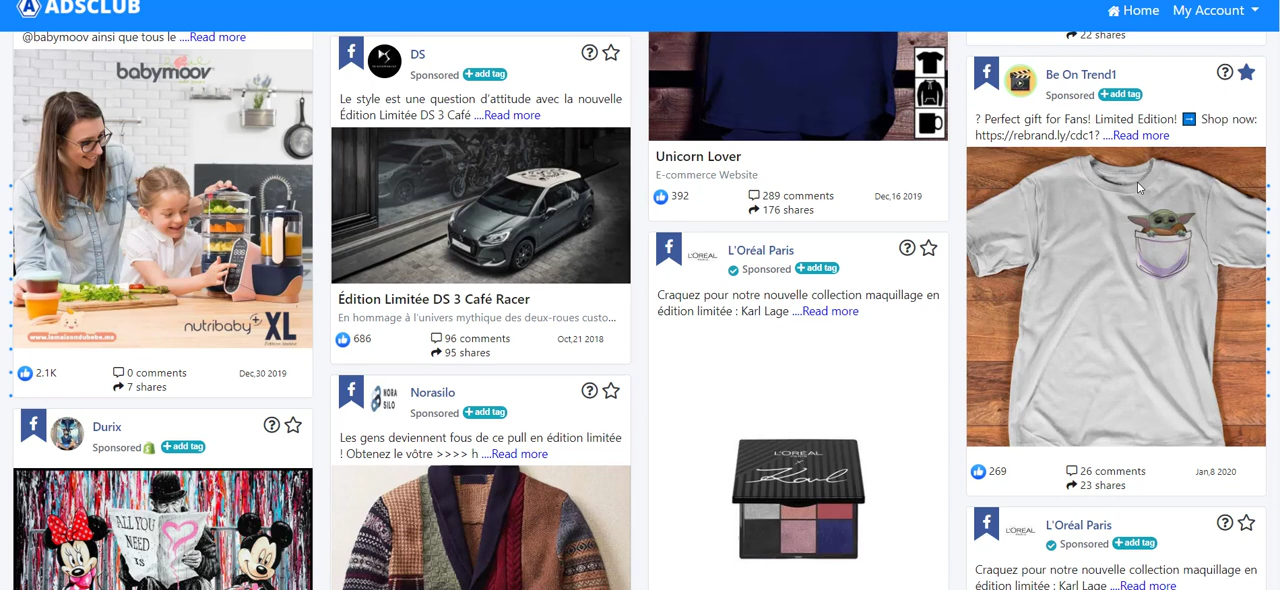 ADSCLUB
Home
My Account
@babymoov ainsi que tous le ....Read more
babymoov
nutribaby+ XL
2.1K
0 comments
7 shares
Dec,30 2019
Durix
Sponsored
+ add tag
ALL YOU
NEED
IS
DS
Sponsored
+ add tag
Le style est une question d'attitude avec la nouvelle
Édition Limitée DS 3 Café ....Read more
Édition Limitée DS 3 Café Racer
En hommage à l'univers mythique des deux-roues custo...
686
96 comments
95 shares
Oct,21 2018
NORA
SILO
Norasilo
Sponsored
+ add tag
Les gens deviennent fous de ce pull en édition limitée
! Obtenez le vôtre >>>> h ....Read more
Unicorn Lover
E-commerce Website
392
289 comments
176 shares
Dec,16 2019
L'ORÉAL
L'Oréal Paris
Sponsored
+ add tag
Craquez pour notre nouvelle collection maquillage en
édition limitée : Karl Lage ....Read more
L'ORÉAL
Karl
22 shares
Be On Trend1
Sponsored
+ add tag
? Perfect gift for Fans! Limited Edition! ➡ Shop now:
https://rebrand.ly/cdc1? ....Read more
269
26 comments
23 shares
Jan,8 2020
L'ORÉAL
L'Oréal Paris
Sponsored
+ add tag
Craquez pour notre nouvelle collection maquillage en
édition limitée : Karl Lage ....Read more